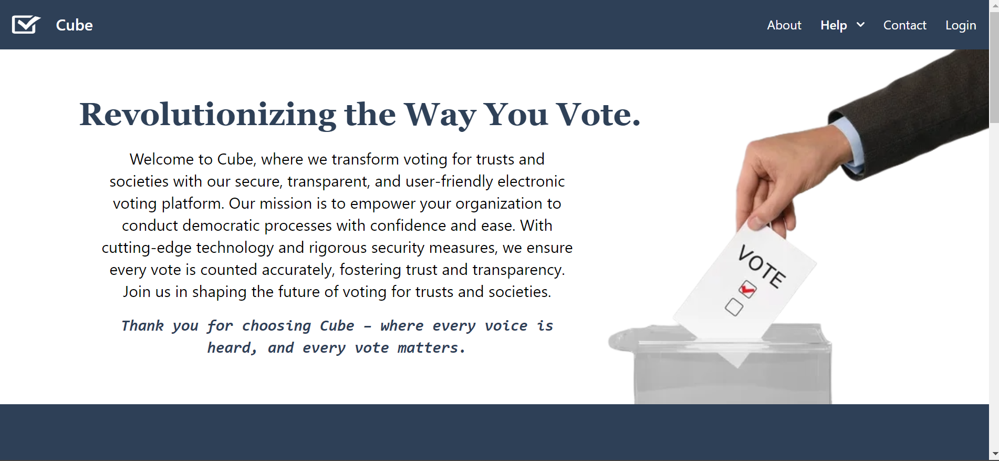 Cube
About Help Contact Login
Revolutionizing the Way You Vote.
Welcome to Cube, where we transform voting for trusts and
societies with our secure, transparent, and user-friendly electronic
voting platform. Our mission is to empower your organization to
conduct democratic processes with confidence and ease. With
cutting-edge technology and rigorous security measures, we ensure
every vote is counted accurately, fostering trust and transparency.
Join us in shaping the future of voting for trusts and societies.
Thank you for choosing Cube – where every voice is
heard, and every vote matters.
VOTE